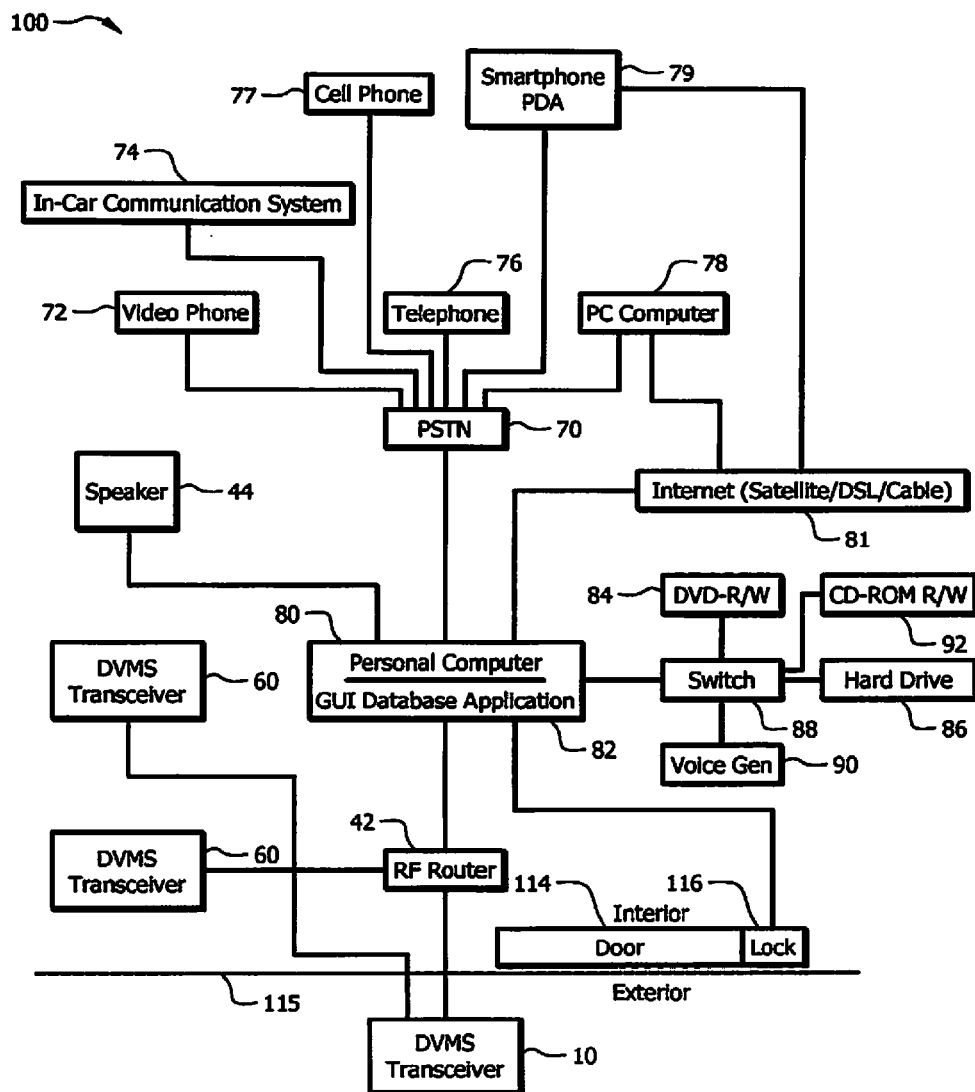 100
77
Cell Phone
Smartphone
PDA
79
74
In-Car Communication System
76
78
72
Video Phone
Telephone
PC Computer
PSTN
70
Speaker
44
Internet (Satellite/DSL/Cable)
81
80
84
DVD-R/W
CD-ROM R/W
92
DVMS
Transceiver
60
Personal Computer
GUI Database Application
82
Switch
88
Hard Drive
86
Voice Gen
90
42
DVMS
Transceiver
60
RF Router
114
Interior
116
Door
Lock
115
Exterior
DVMS
Transceiver
10